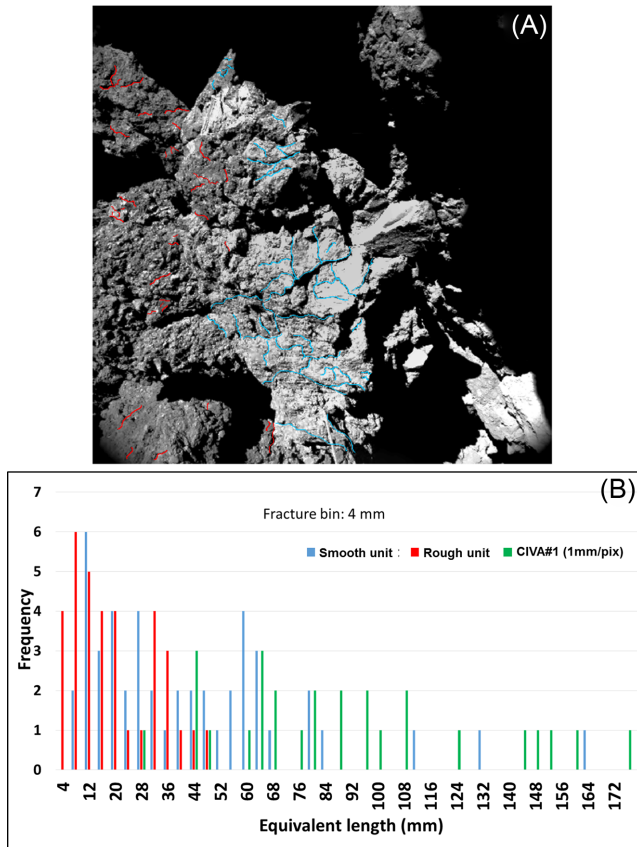 (A)
(B)
7
6
5
4
3
2
1
0
Frequency
Fracture bin: 4 mm
Smooth unit : Rough unit CIVA#1 (1mm/pix)
4 12 20 28 36 44 52 60 68 76 84 92 100 108 116 124 132 140 148 156 164 172
Equivalent length (mm)